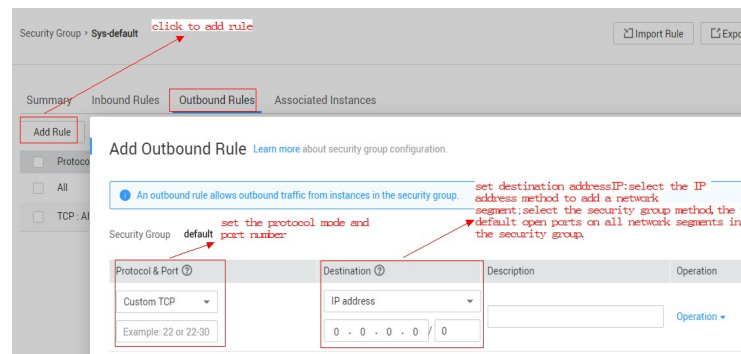 click to add rule
Security Group > Sys-default
Import Rule
Expo
Summary Inbound Rules Outbound Rules Associated Instances
Add Rule
Protoco
All
TCP : Al
Add Outbound Rule Learn more about security group configuration.
An outbound rule allows outbound traffic from instances in the security group.
set destination addressIP:select the IP
address method to add a network
segment;select the security group method,the
default open ports on all network segments in
the security group.
set the protocol mode and
port number
Security Group default
Protocol & Port ? Destination ? Description Operation
Custom TCP IP address
Operation
Example: 22 or 22-30 0 . 0 . 0 . 0 / 0